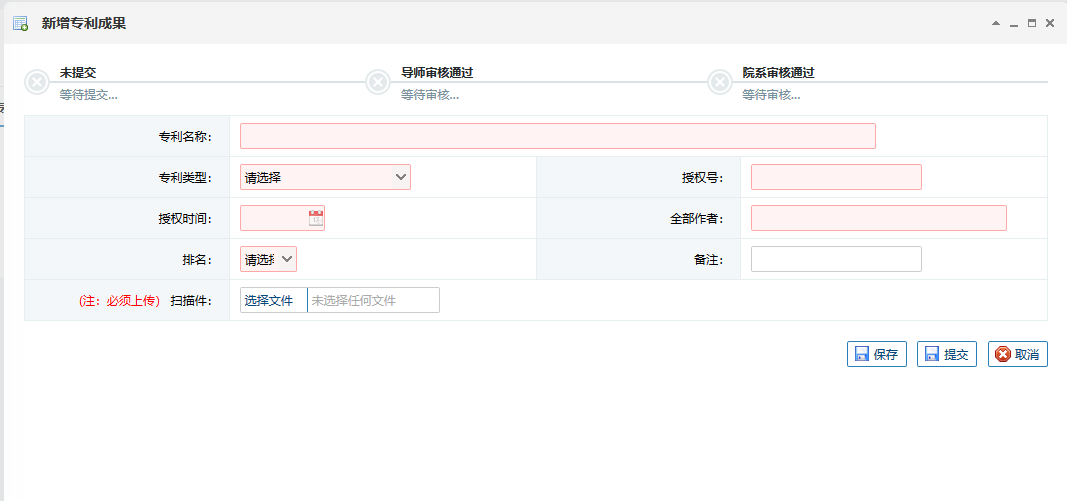 新增专利成果
未提交
等待提交...
导师审核通过
等待审核...
院系审核通过
等待审核...
专利名称：
专利类型： 请选择 授权号：
授权时间： 全部作者：
排名： 请选择 备注：
(注：必须上传) 扫描件： 选择文件 未选择任何文件
保存 提交 取消